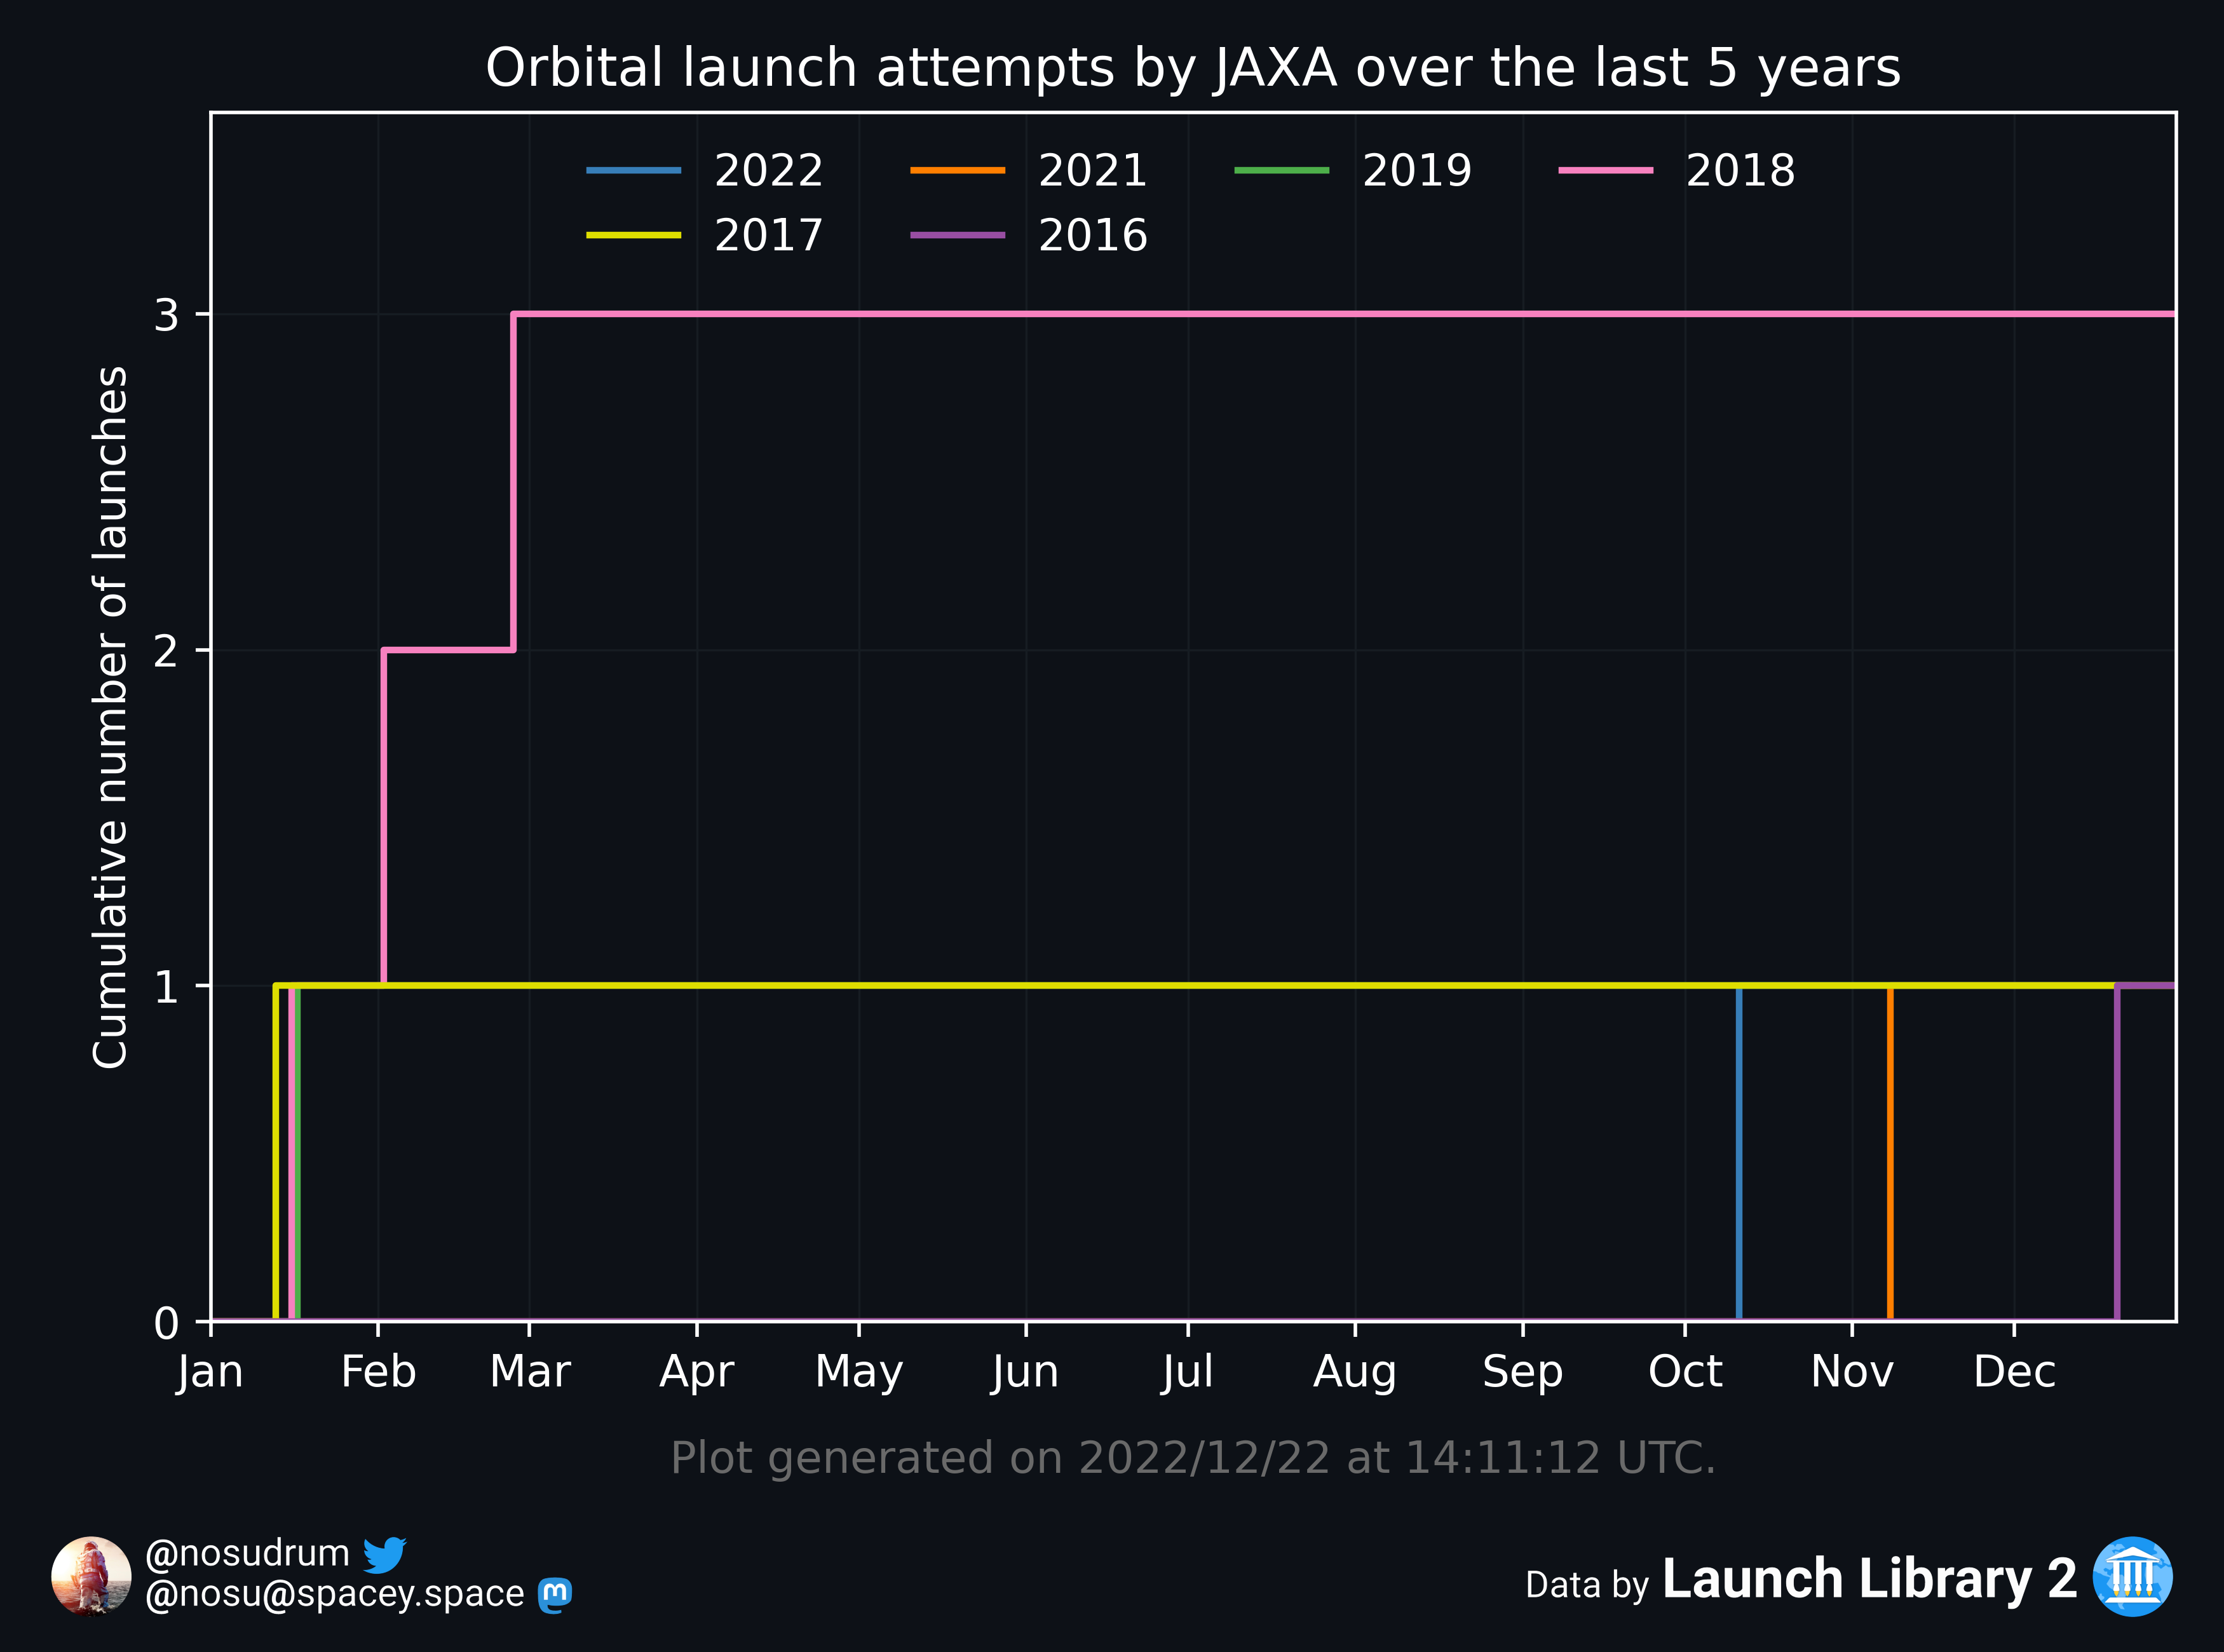 Orbital launch attempts by JAXA over the last 5 years
2022 2021 2019 2018
2017 2016
Cumulative number of launches
3
2
1
0
Jan Feb Mar Apr May Jun Jul Aug Sep Oct Nov Dec
Plot generated on 2022/12/22 at 14:11:12 UTC.
@nosudrum
@nosu@spacey.space m
Data by Launch Library 2